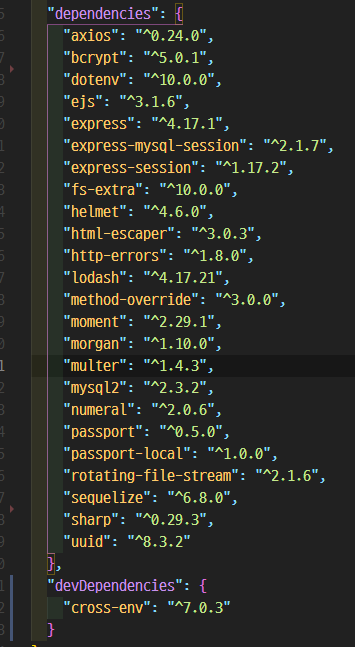 "dependencies": {
"axios": "^0.24.0",
"bcrypt": "^5.0.1",
"dotenv": "^10.0.0",
"ejs": "^3.1.6",
"express": "^4.17.1",
"express-mysql-session": "^2.1.7",
"express-session": "^1.17.2",
"fs-extra": "^10.0.0",
"helmet": "^4.6.0",
"html-escaper": "^3.0.3",
"http-errors": "^1.8.0",
"lodash": "^4.17.21",
"method-override": "^3.0.0",
"moment": "^2.29.1",
"morgan": "^1.10.0",
"multer": "^1.4.3",
"mysql2": "^2.3.2",
"numeral": "^2.0.6",
"passport": "^0.5.0",
"passport-local": "^1.0.0",
"rotating-file-stream": "^2.1.6",
"sequelize": "^6.8.0",
"sharp": "^0.29.3",
"uuid": "^8.3.2"
},
"devDependencies": {
"cross-env": "^7.0.3"
}